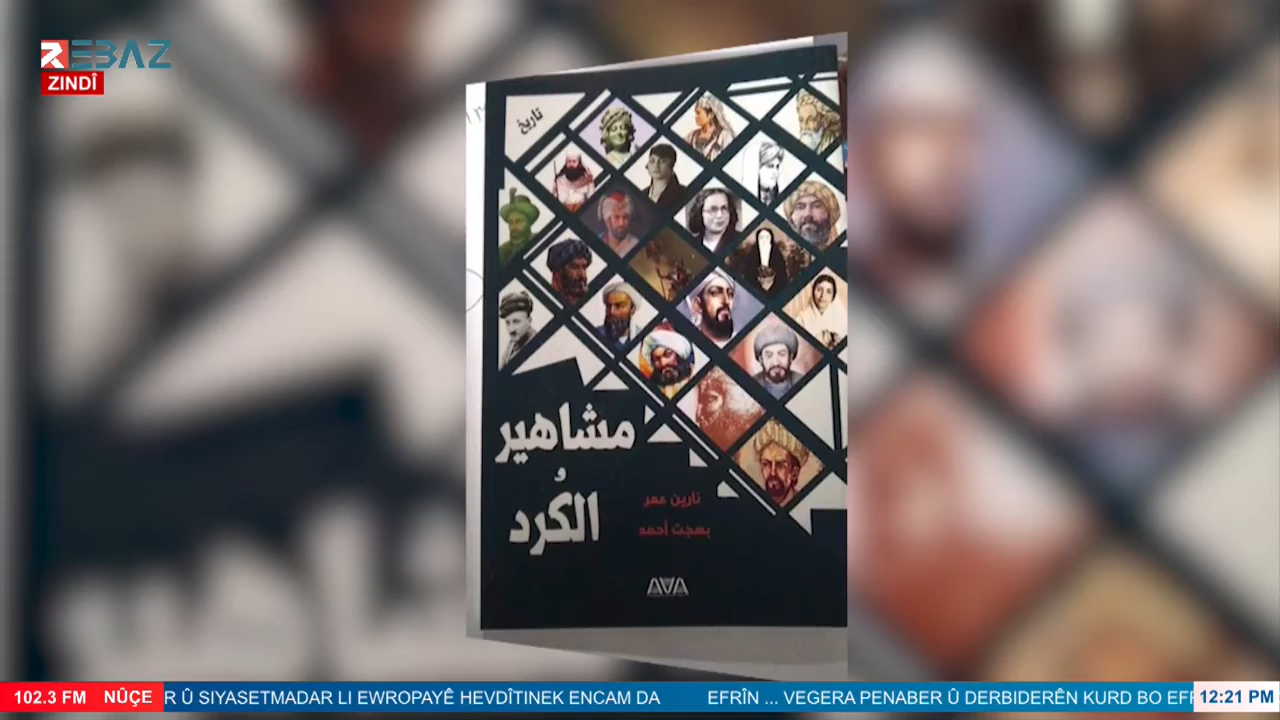 REBAZ
ZINDÎ
تاريخ
مشاهير
الكُرد
نارين عمر
بهجت أحمد
AVA
102.3 FM NÛÇE R Û SIYASETMADAR LI EWROPAYÊ HEVDÎTINEK ENCAM DA EFRÎN ... VEGERA PENABER Û DERBIDERÊN KURD BO EFR 12:21 PM